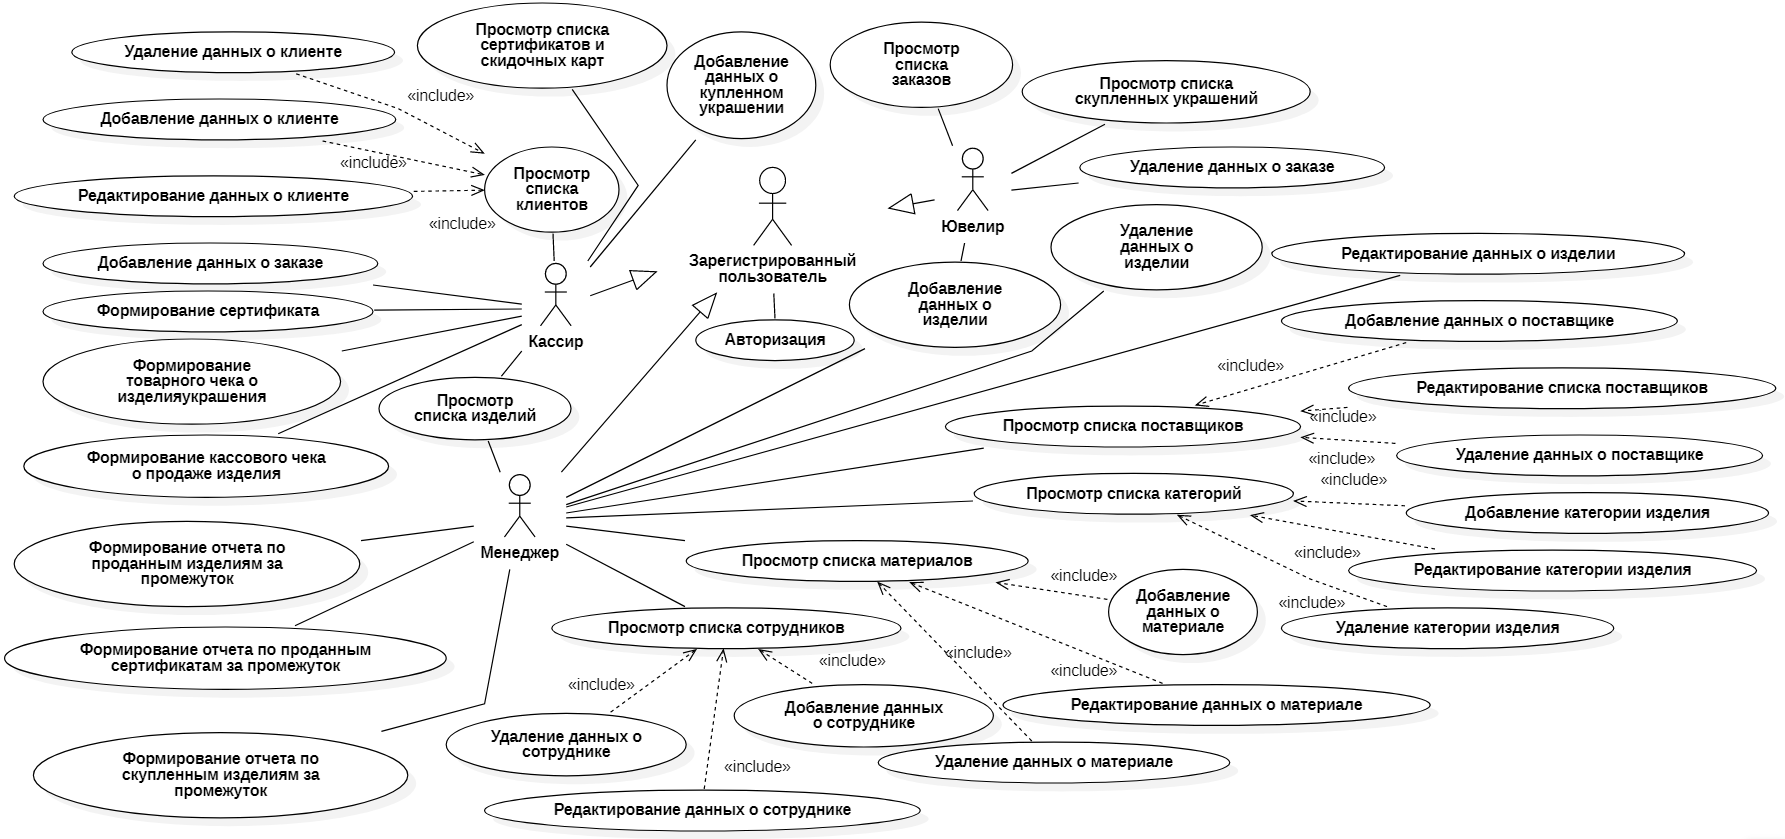 Просмотр списка
сертификатов и
скидочных карт
Удаление данных о клиенте
«include»
Добавление данных о клиенте
«include»
Редактирование данных о клиенте
«include»
Просмотр
списка
клиентов
Добавление
данных о
купленном
украшении
Просмотр
списка
заказов
Просмотр списка
скупленных украшений
Удаление данных о заказе
Ювелир
Зарегистрированный
пользователь
Авторизация
Добавление
данных о
изделии
Удаление
данных о
изделии
Редактирование данных о изделии
Добавление данных о заказе
Формирование сертификата
Кассир
Формирование
товарного чека о
изделияукрашения
Просмотр
списка изделий
Формирование кассового чека
о продаже изделия
Добавление данных о поставщике
«include»
Редактирование списка поставщиков
«include»
Просмотр списка поставщиков
Удаление данных о поставщике
«include»
«include»
Просмотр списка категорий
Добавление категории изделия
«include»
Редактирование категории изделия
«include»
Удаление категории изделия
Менеджер
Формирование отчета по
проданным изделиям за
промежуток
Просмотр списка материалов
«include»
Добавление
данных о
материале
Формирование отчета по проданным
сертификатам за промежуток
Просмотр списка сотрудников
«include»
«include»
«include»
«include»
Редактирование данных о материале
Добавление данных
о сотруднике
Удаление данных о
сотруднике
Удаление данных о материале
«include»
Формирование отчета по
скупленным изделиям за
промежуток
Редактирование данных о сотруднике